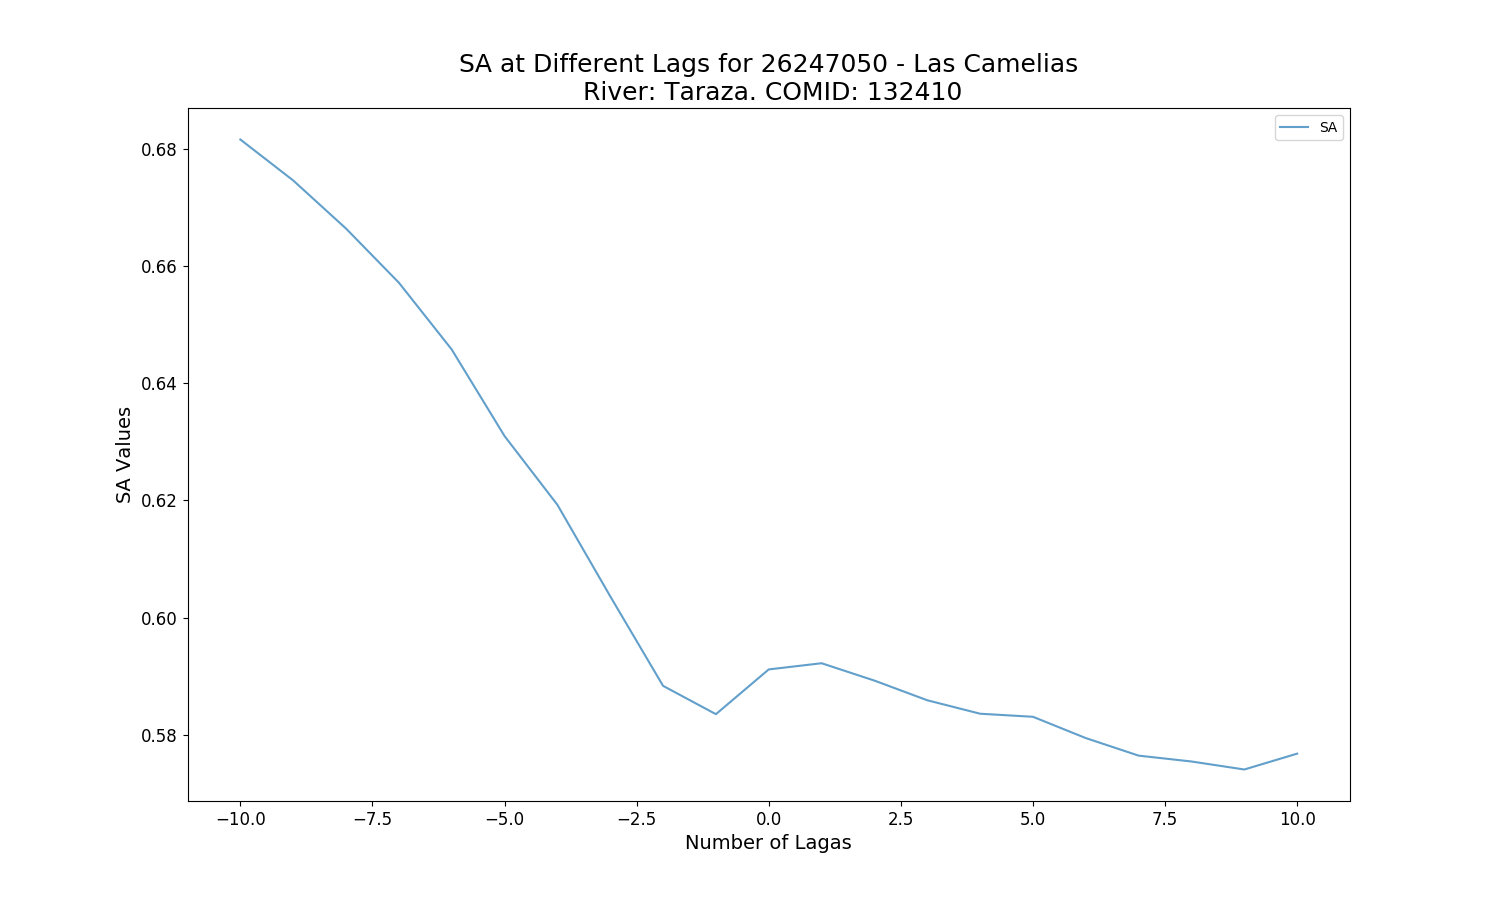 SA at Different Lags for 26247050 - Las Camelias
River: Taraza. COMID: 132410
SA
0.68
0.66
0.64
0.62
0.60
0.58
SA Values
−10.0 −7.5 −5.0 −2.5 0.0 2.5 5.0 7.5 10.0
Number of Lagas